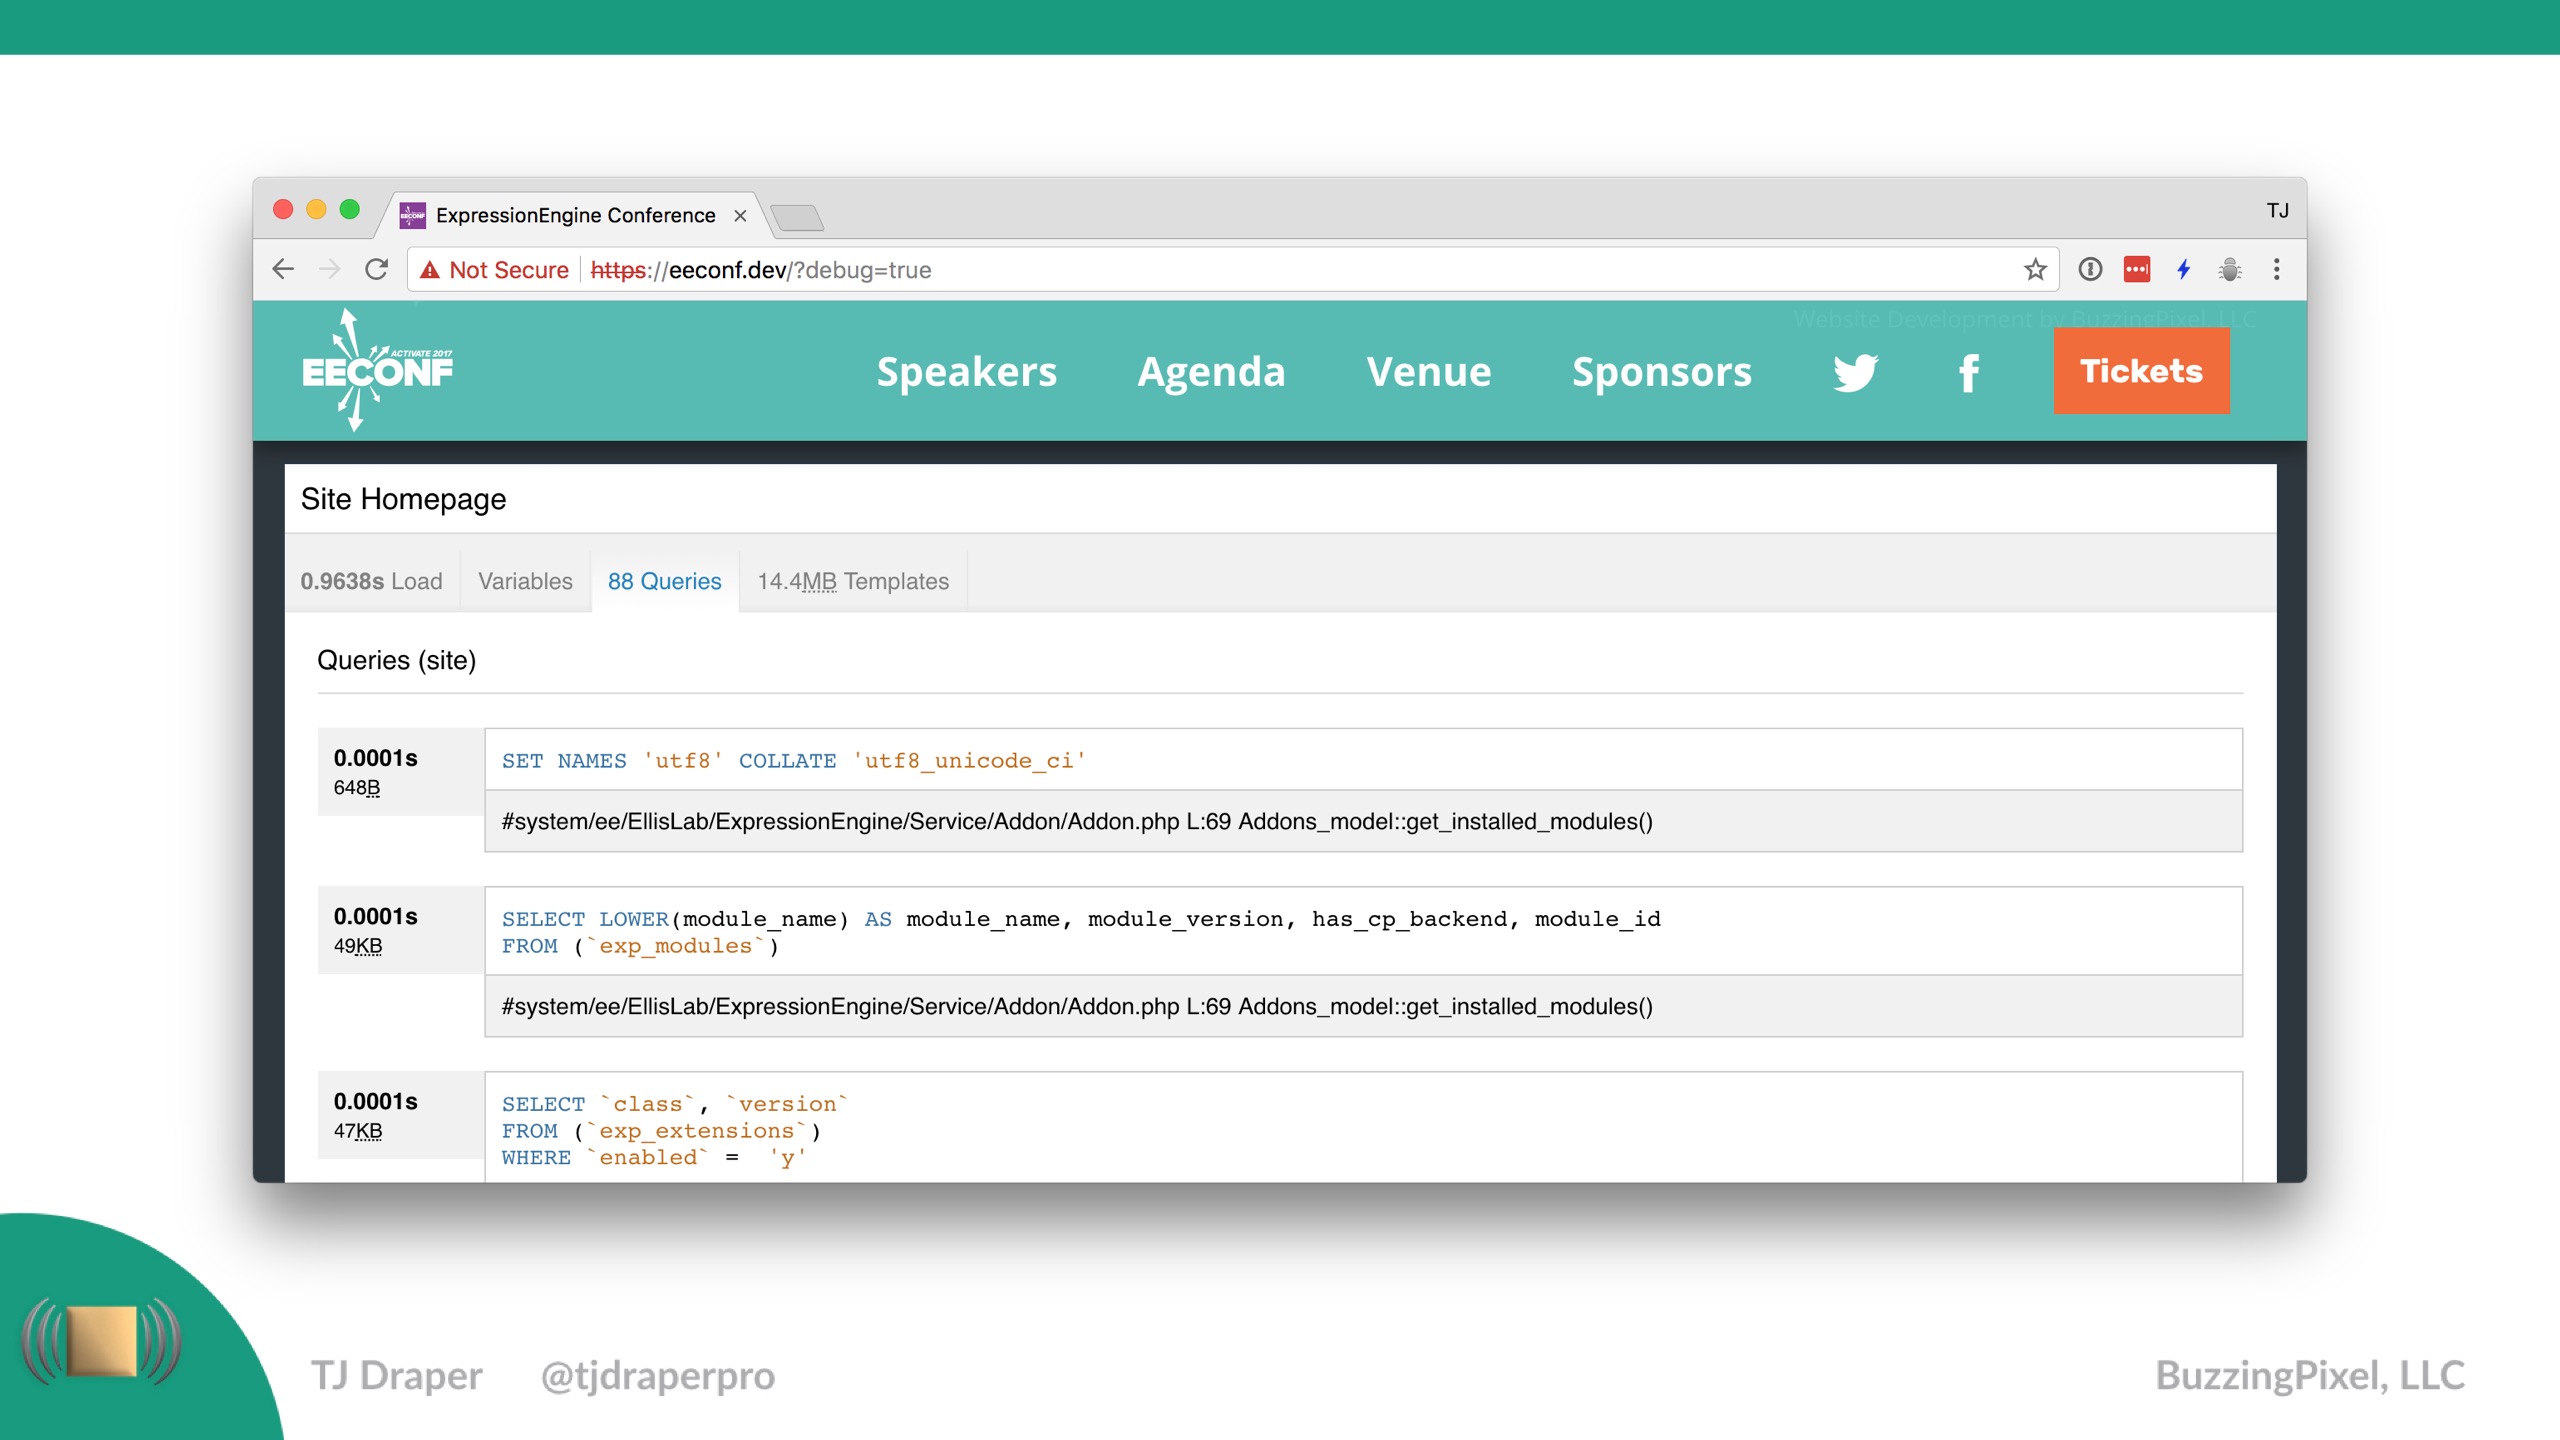 ExpressionEngine Conference
TJ
Not Secure https://eeconf.dev/?debug=true
Website Development by BuzzingPixel, LLC
ACTIVATE 2017
EECONF
Speakers Agenda Venue Sponsors Tickets
Site Homepage
0.9638s Load Variables 88 Queries 14.4MB Templates
Queries (site)
0.0001s
648B
SET NAMES 'utf8' COLLATE 'utf8_unicode_ci'
#system/ee/EllisLab/ExpressionEngine/Service/Addon/Addon.php L:69 Addons_model::get_installed_modules()
0.0001s
49KB
SELECT LOWER(module_name) AS module_name, module_version, has_cp_backend, module_id
FROM (`exp_modules`)
#system/ee/EllisLab/ExpressionEngine/Service/Addon/Addon.php L:69 Addons_model::get_installed_modules()
0.0001s
47KB
SELECT `class`, `version`
FROM (`exp_extensions`)
WHERE `enabled` =  'y'
TJ Draper @tjdraperpro BuzzingPixel, LLC